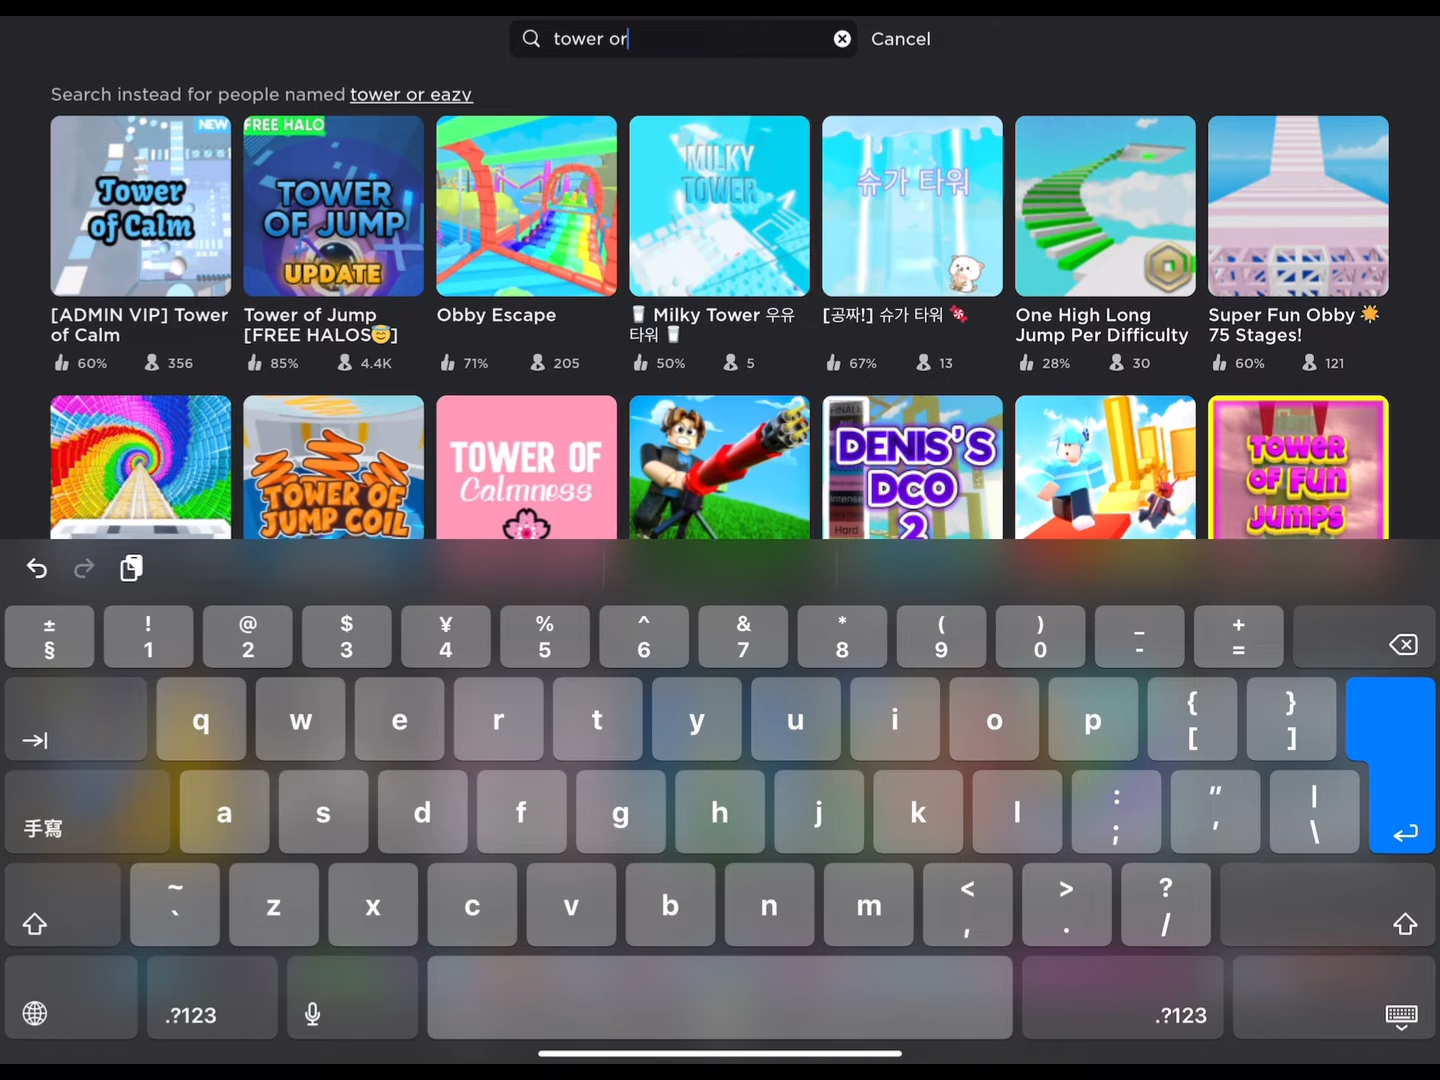 tower or
Cancel
Search instead for people named tower or eazy
NEW
Tower
of Calm
FREE HALO
TOWER
OF JUMP
UPDATE
MILKY
TOWER
슈가 타워
[ADMIN VIP] Tower
of Calm
Tower of Jump
[FREE HALOS😇]
Obby Escape
🥛 Milky Tower 우유
타워 🥛
[공짜!] 슈가 타워 🍬
One High Long
Jump Per Difficulty
Super Fun Obby 🌟
75 Stages!
60% 356
85% 4.4K
71% 205
50% 5
67% 13
28% 30
60% 121
TOWER OF
JUMP COIL
TOWER OF
Calmness
FINALE
Intense
Hard
DENIS'S
DCO
2
TOWER
OF FUN
JUMPS
± ! @ $ ¥ % ^ & * ( ) _ +
§ 1 2 3 4 5 6 7 8 9 0 - =
q w e r t y u i o p { }
[ ]
手寫 a s d f g h j k l : " |
; ' \
~ z x c v b n m < > ?
` , . /
.?123 .?123